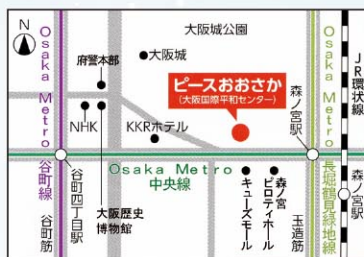 N
大阪城公園
Osaka Metro
谷町線
谷町筋
府警本部
大阪城
ピースおおさか
(大阪国際平和センター)
森ノ宮駅
Osaka Metro
長堀鶴見緑地線
JR環状線
NHK
KKRホテル
Osaka Metro
中央線
谷町四丁目駅
大阪歴史
博物館
キューズモール
森ノ宮
ピロティホール
玉造筋
森ノ宮駅